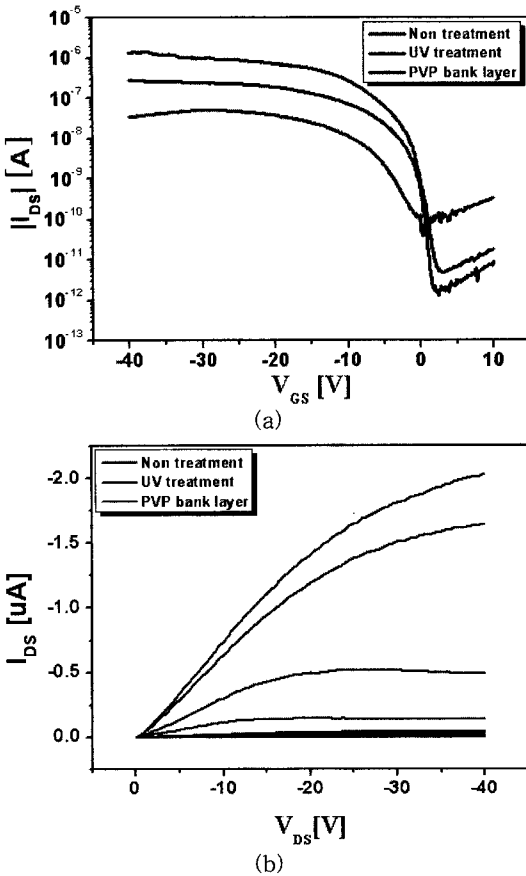 10⁻⁵
10⁻⁶
10⁻⁷
10⁻⁸
10⁻⁹
10⁻¹⁰
10⁻¹¹
10⁻¹²
10⁻¹³
|I_DS| [A]
Non treatment
UV treatment
PVP bank layer
-40 -30 -20 -10 0 10
V_GS [V]
(a)
Non treatment
UV treatment
PVP bank layer
-2.0
-1.5
-1.0
-0.5
0.0
I_DS [uA]
0 -10 -20 -30 -40
V_DS[V]
(b)